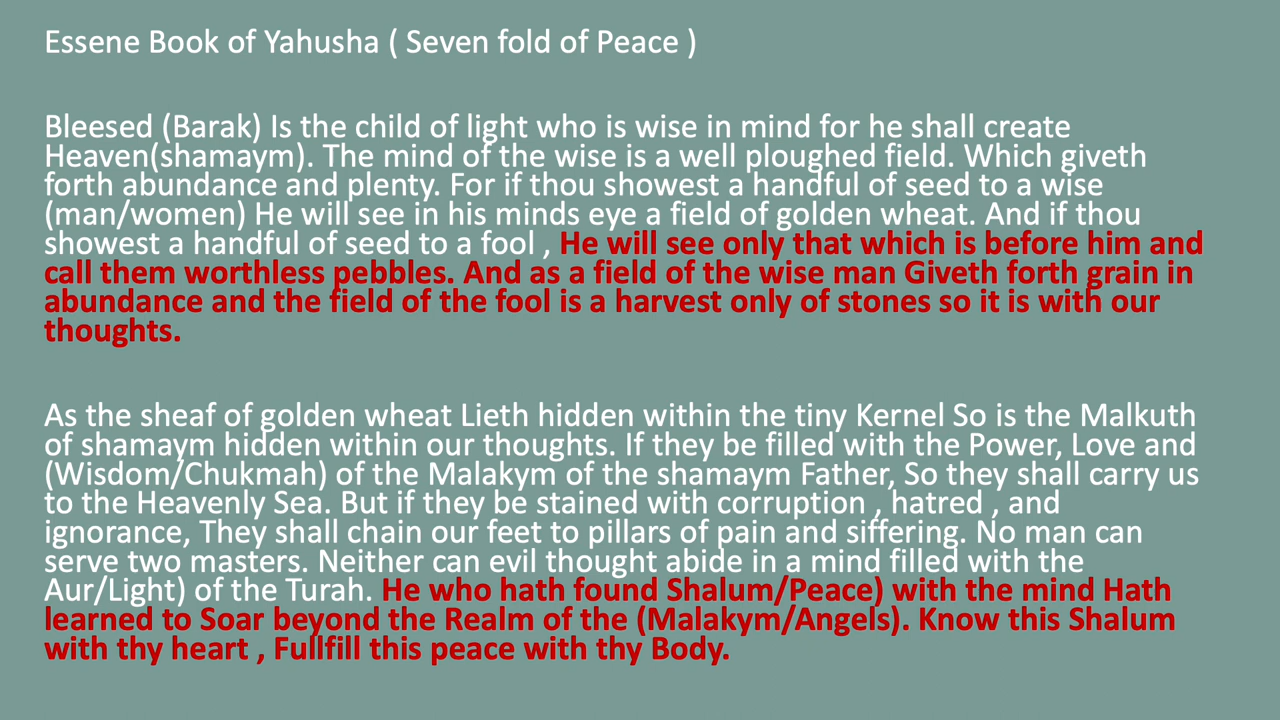 Essene Book of Yahusha ( Seven fold of Peace )
Bleesed (Barak) Is the child of light who is wise in mind for he shall create
Heaven(shamaym). The mind of the wise is a well ploughed field. Which giveth
forth abundance and plenty. For if thou showest a handful of seed to a wise
(man/women) He will see in his minds eye a field of golden wheat. And if thou
showest a handful of seed to a fool , He will see only that which is before him and
call them worthless pebbles. And as a field of the wise man Giveth forth grain in
abundance and the field of the fool is a harvest only of stones so it is with our
thoughts.
As the sheaf of golden wheat Lieth hidden within the tiny Kernel So is the Malkuth
of shamaym hidden within our thoughts. If they be filled with the Power, Love and
(Wisdom/Chukmah) of the Malakym of the shamaym Father, So they shall carry us
to the Heavenly Sea. But if they be stained with corruption , hatred , and
ignorance, They shall chain our feet to pillars of pain and siffering. No man can
serve two masters. Neither can evil thought abide in a mind filled with the
Aur/Light) of the Turah. He who hath found Shalum/Peace) with the mind Hath
learned to Soar beyond the Realm of the (Malakym/Angels). Know this Shalum
with thy heart , Fullfill this peace with thy Body.